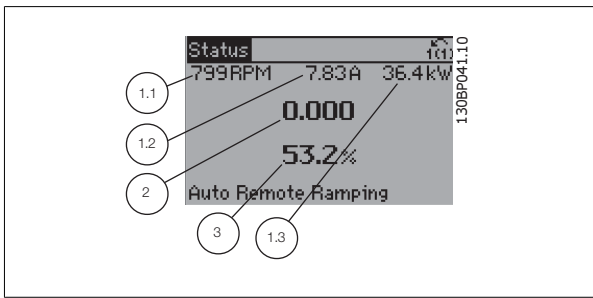 Status 1(1)
799RPM 7.83A 36.4kW
0.000
53.2%
Auto Remote Ramping
1.1
1.2
2
3
1.3
130BP041.10